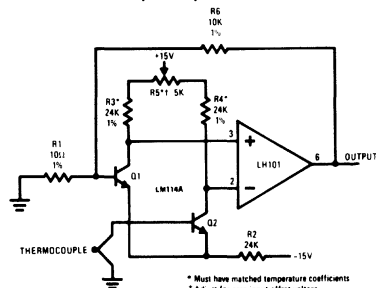 R6
10K
1%
+15V
R5*† 5K
R3*
24K
1%
R4*
24K
1%
R1
10Ω
1%
3
+
LH101
6
OUTPUT
Q1
LM114A
2
−
Q2
R2
24K
THERMOCOUPLE
-15V
* Must have matched temperature coefficients